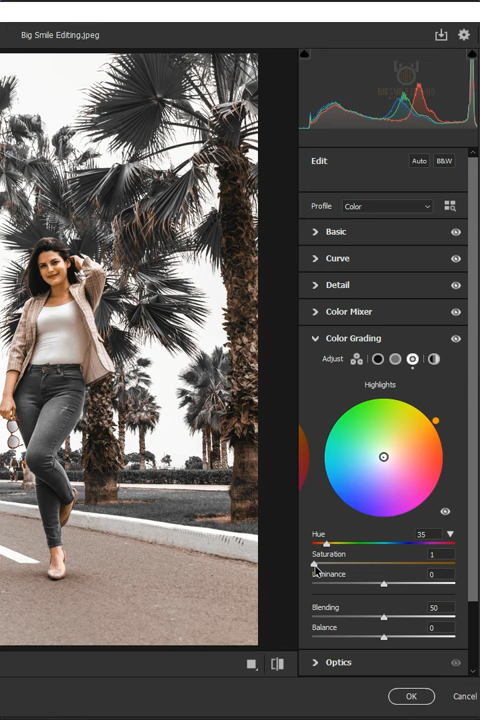 Big Smile Editing.jpeg
Edit
Auto
B&W
Profile
Color
Basic
Curve
Detail
Color Mixer
Color Grading
Adjust
Highlights
Hue
35
Saturation
1
uminance
0
Blending
50
Balance
0
Optics
OK
Cancel